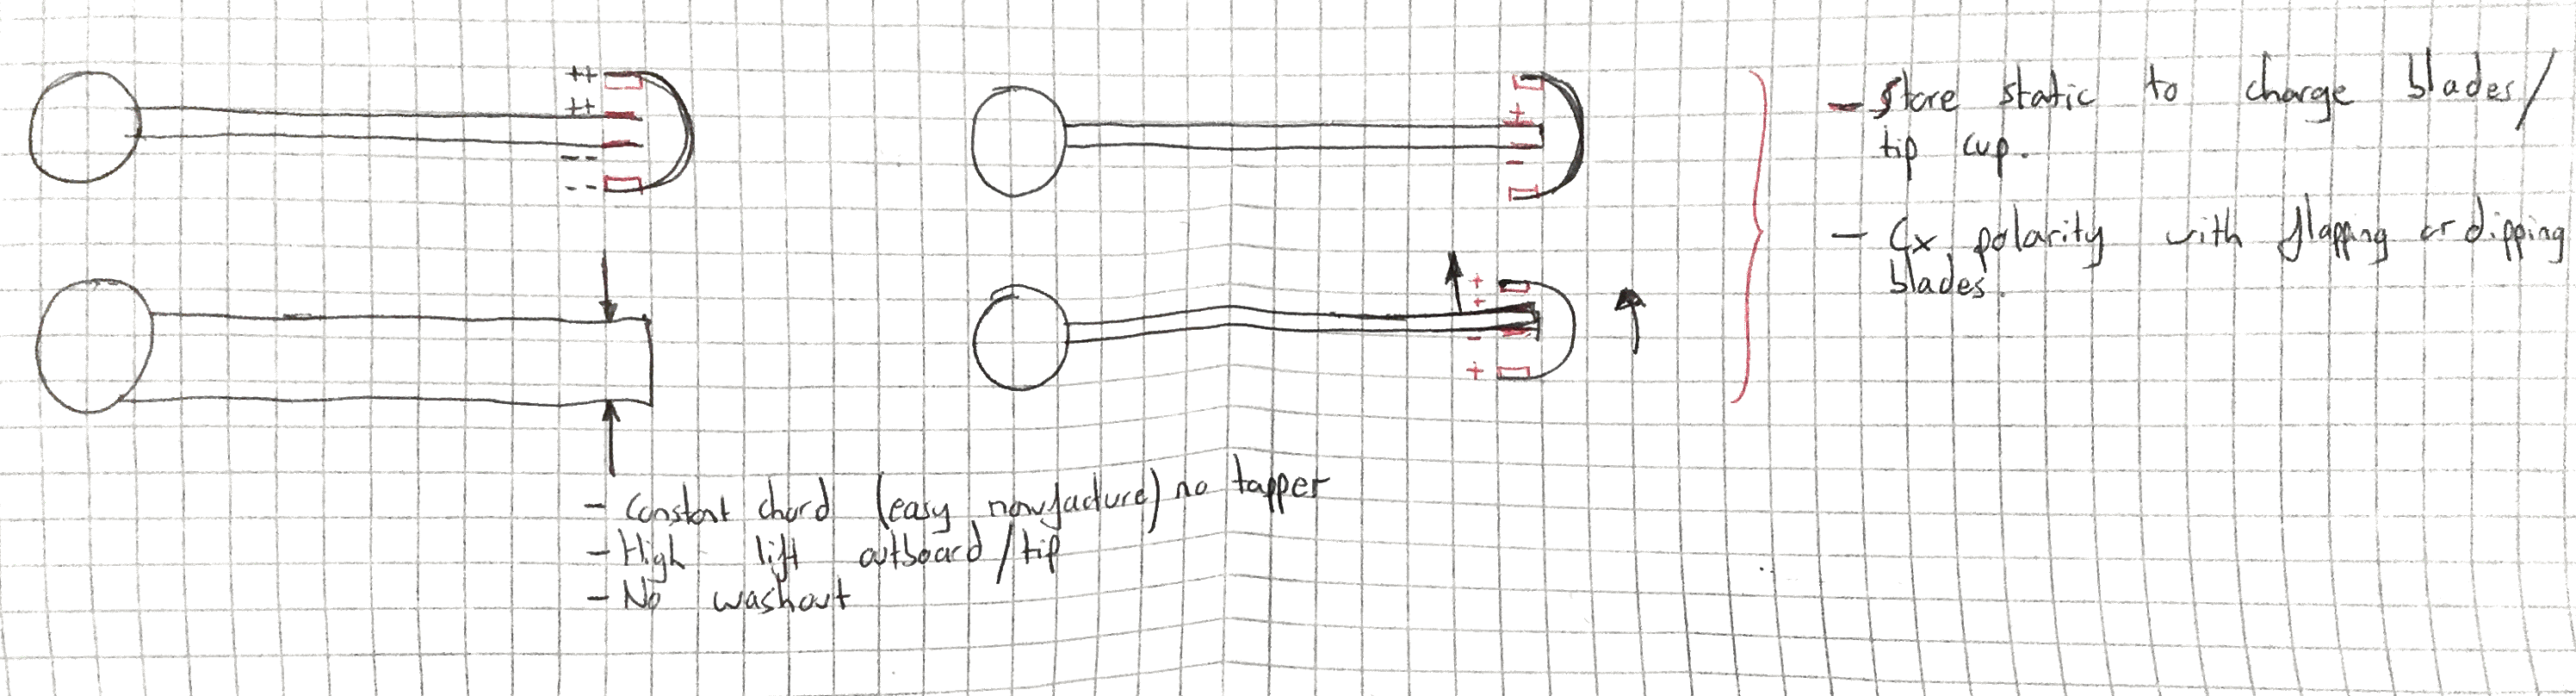 ++
++
--
--
+
-
+
+
-
+
- Store static to charge blades/
tip cup.
- Cx polarity with flapping or dipping
blades.
- Constant chord (easy manufacture) no tapper
- High lift outboard/tip
- No washout